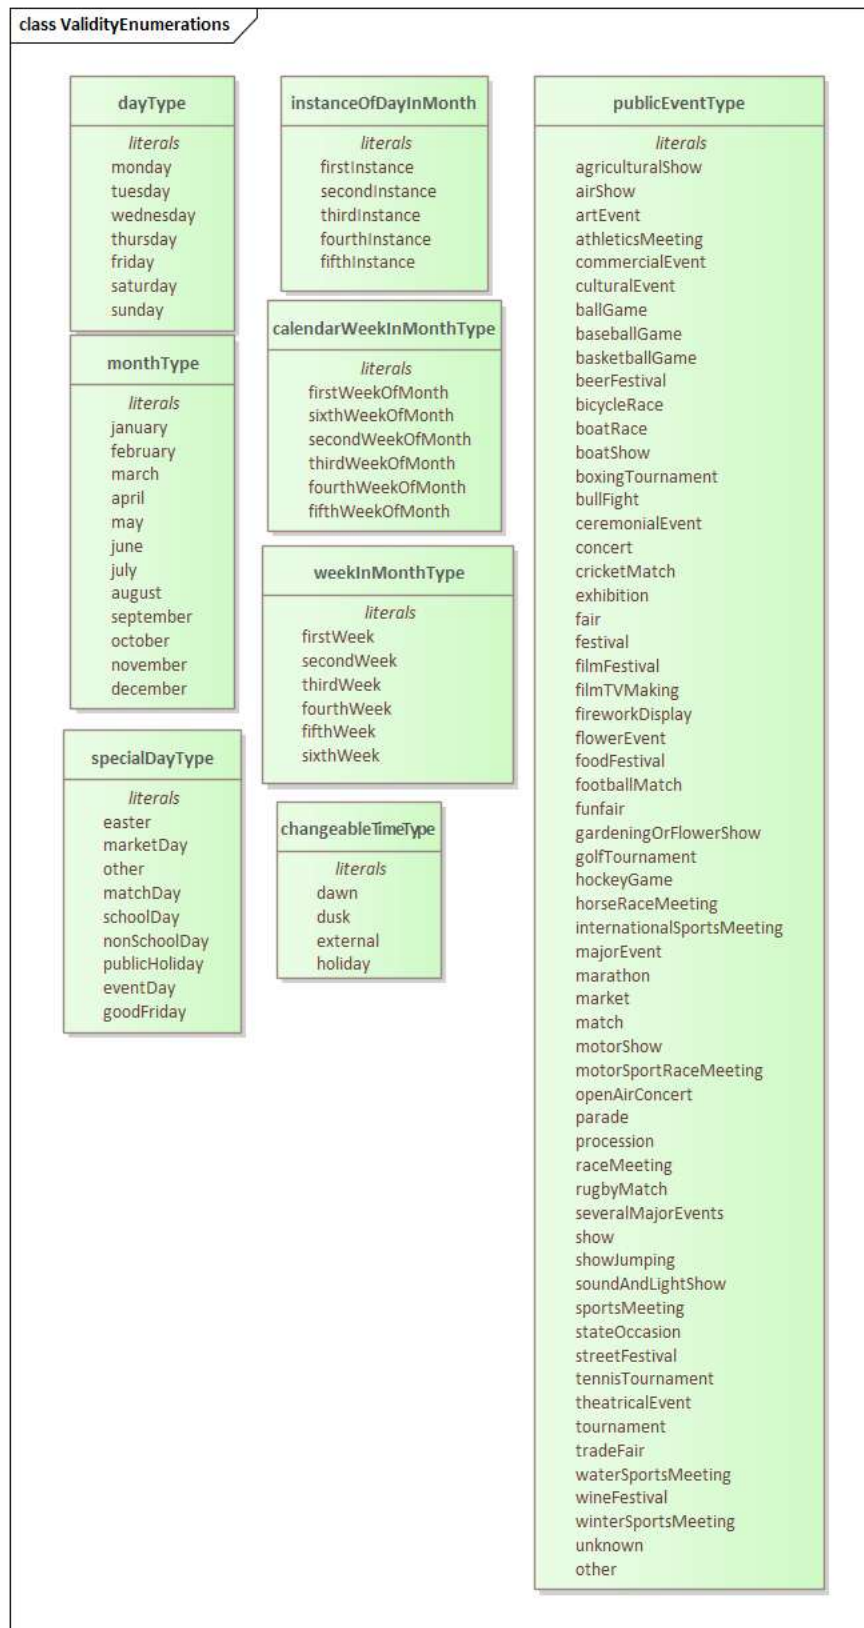 class ValidityEnumerations
dayType
literals
monday
tuesday
wednesday
thursday
friday
saturday
sunday
monthType
literals
january
february
march
april
may
june
july
august
september
october
november
december
specialDayType
literals
easter
marketDay
other
matchDay
schoolDay
nonSchoolDay
publicHoliday
eventDay
goodFriday
instanceOfDayInMonth
literals
firstInstance
secondInstance
thirdInstance
fourthInstance
fifthInstance
calendarWeekInMonthType
literals
firstWeekOfMonth
sixthWeekOfMonth
secondWeekOfMonth
thirdWeekOfMonth
fourthWeekOfMonth
fifthWeekOfMonth
weekInMonthType
literals
firstWeek
secondWeek
thirdWeek
fourthWeek
fifthWeek
sixthWeek
changeableTimeType
literals
dawn
dusk
external
holiday
publicEventType
literals
agriculturalShow
airShow
artEvent
athleticsMeeting
commercialEvent
culturalEvent
ballGame
baseballGame
basketballGame
beerFestival
bicycleRace
boatRace
boatShow
boxingTournament
bullFight
ceremonialEvent
concert
cricketMatch
exhibition
fair
festival
filmFestival
filmTVMaking
fireworkDisplay
flowerEvent
foodFestival
footballMatch
funfair
gardeningOrFlowerShow
golfTournament
hockeyGame
horseRaceMeeting
internationalSportsMeeting
majorEvent
marathon
market
match
motorShow
motorSportRaceMeeting
openAirConcert
parade
procession
raceMeeting
rugbyMatch
severalMajorEvents
show
showJumping
soundAndLightShow
sportsMeeting
stateOccasion
streetFestival
tennisTournament
theatricalEvent
tournament
tradeFair
waterSportsMeeting
wineFestival
winterSportsMeeting
unknown
other